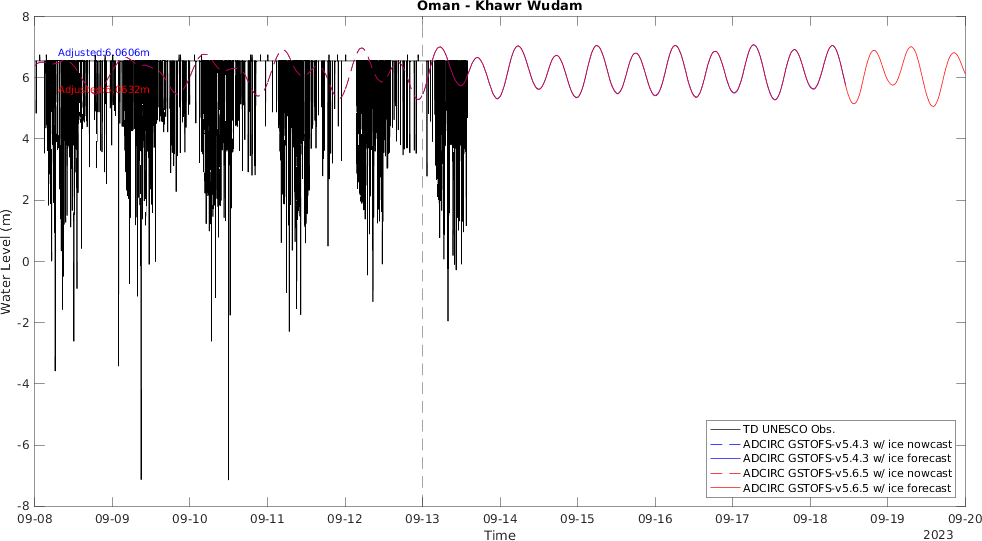 Oman - Khawr Wudam
Water Level (m)
8
6
4
2
0
-2
-4
-6
-8
Adjusted:6.0606m
Adjusted:6.0632m
TD UNESCO Obs.
ADCIRC GSTOFS-v5.4.3 w/ ice nowcast
ADCIRC GSTOFS-v5.4.3 w/ ice forecast
ADCIRC GSTOFS-v5.6.5 w/ ice nowcast
ADCIRC GSTOFS-v5.6.5 w/ ice forecast
09-08 09-09 09-10 09-11 09-12 09-13 09-14 09-15 09-16 09-17 09-18 09-19 09-20
Time
2023